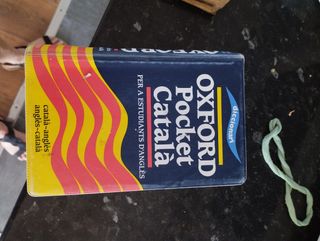 diccionari
OXFORD
Pocket
Català
PER A ESTUDIANTS D'ANGLÈS
català-anglès
anglès-català